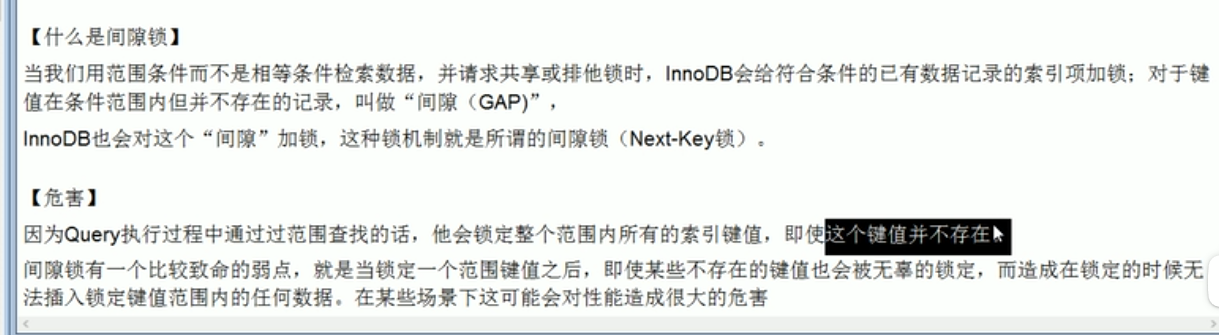 【什么是间隙锁】
当我们用范围条件而不是相等条件检索数据，并请求共享或排他锁时，InnoDB会给符合条件的已有数据记录的索引项加锁；对于键
值在条件范围内但并不存在的记录，叫做“间隙（GAP)”，
InnoDB也会对这个“间隙”加锁，这种锁机制就是所谓的间隙锁（Next-Key锁）。
【危害】
因为Query执行过程中通过过范围查找的话，他会锁定整个范围内所有的索引键值，即使这个键值并不存在
间隙锁有一个比较致命的弱点，就是当锁定一个范围键值之后，即使某些不存在的键值也会被无辜的锁定，而造成在锁定的时候无
法插入锁定键值范围内的任何数据。在某些场景下这可能会对性能造成很大的危害